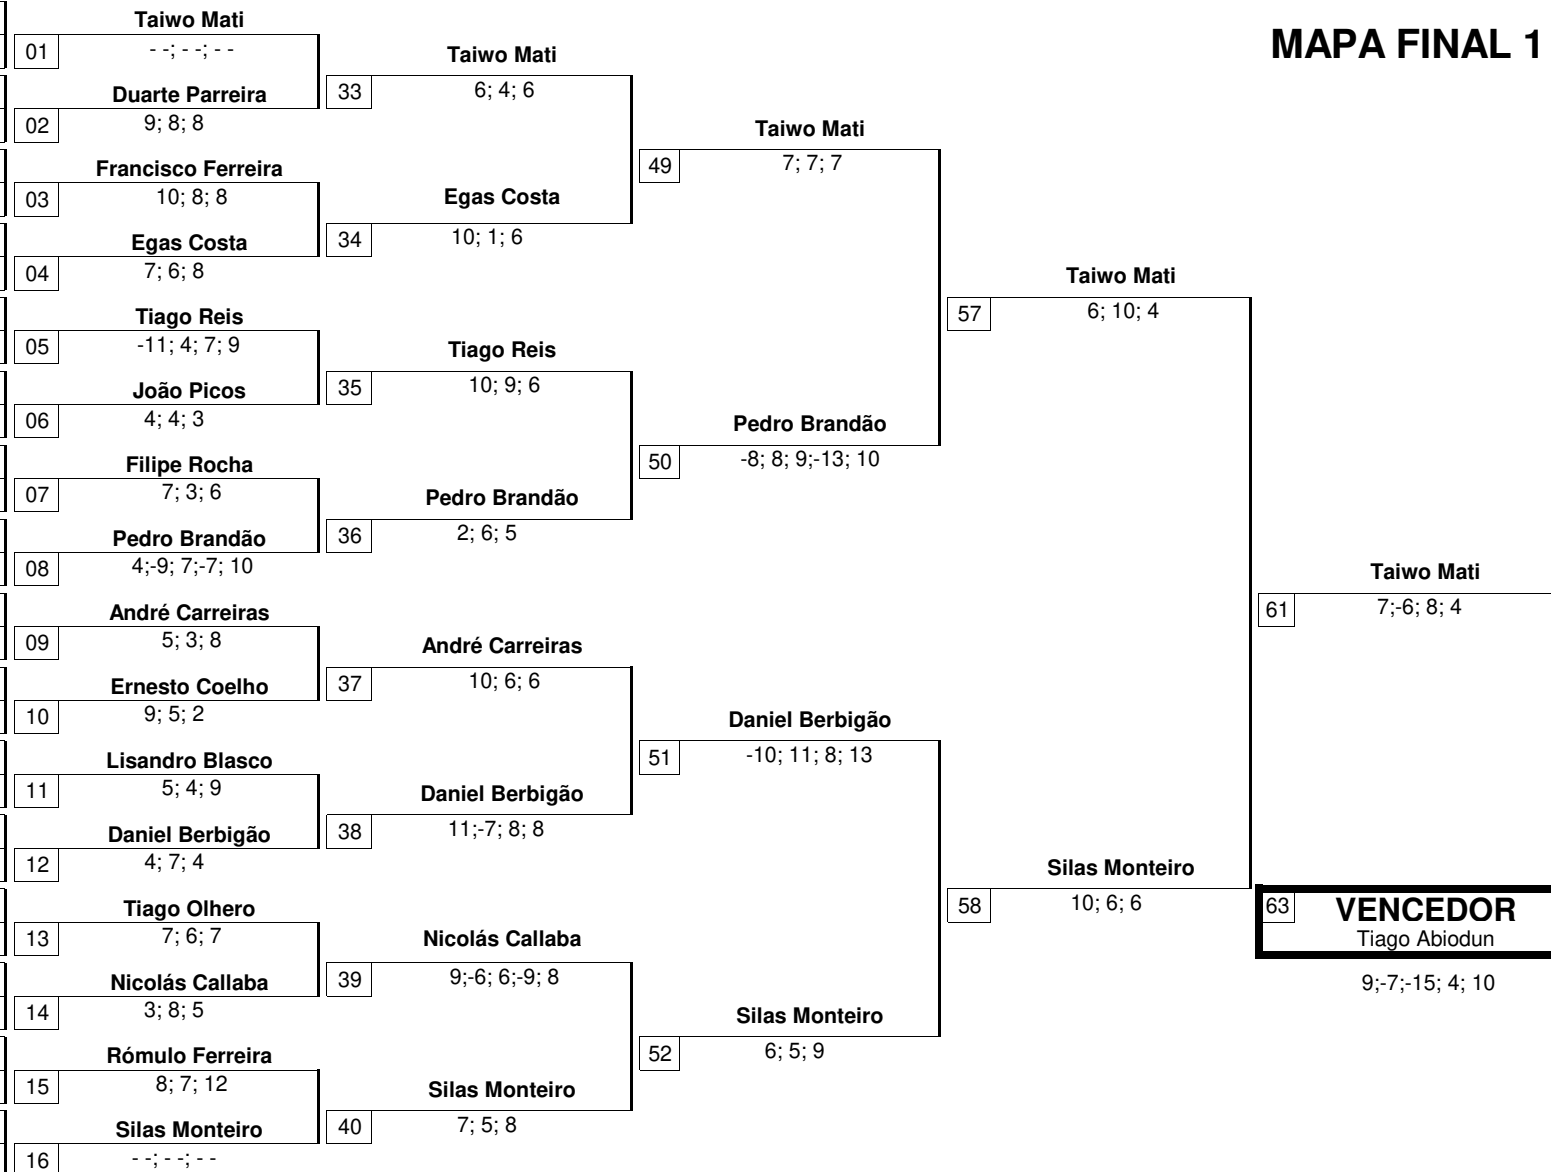 MAPA FINAL 1
Taiwo Mati
01
- -; - -; - -
Duarte Parreira
02
9; 8; 8
Francisco Ferreira
03
10; 8; 8
Egas Costa
04
7; 6; 8
Tiago Reis
05
-11; 4; 7; 9
João Picos
06
4; 4; 3
Filipe Rocha
07
7; 3; 6
Pedro Brandão
08
4;-9; 7;-7; 10
André Carreiras
09
5; 3; 8
Ernesto Coelho
10
9; 5; 2
Lisandro Blasco
11
5; 4; 9
Daniel Berbigão
12
4; 7; 4
Tiago Olhero
13
7; 6; 7
Nicolás Callaba
14
3; 8; 5
Rómulo Ferreira
15
8; 7; 12
Silas Monteiro
16
- -; - -; - -
Taiwo Mati
33
6; 4; 6
Egas Costa
34
10; 1; 6
Tiago Reis
35
10; 9; 6
Pedro Brandão
36
2; 6; 5
André Carreiras
37
10; 6; 6
Daniel Berbigão
38
11;-7; 8; 8
Nicolás Callaba
39
9;-6; 6;-9; 8
Silas Monteiro
40
7; 5; 8
Taiwo Mati
49
7; 7; 7
Pedro Brandão
50
-8; 8; 9;-13; 10
Daniel Berbigão
51
-10; 11; 8; 13
Silas Monteiro
52
6; 5; 9
Taiwo Mati
57
6; 10; 4
Silas Monteiro
58
10; 6; 6
Taiwo Mati
61
7;-6; 8; 4
63
VENCEDOR
Tiago Abiodun
9;-7;-15; 4; 10